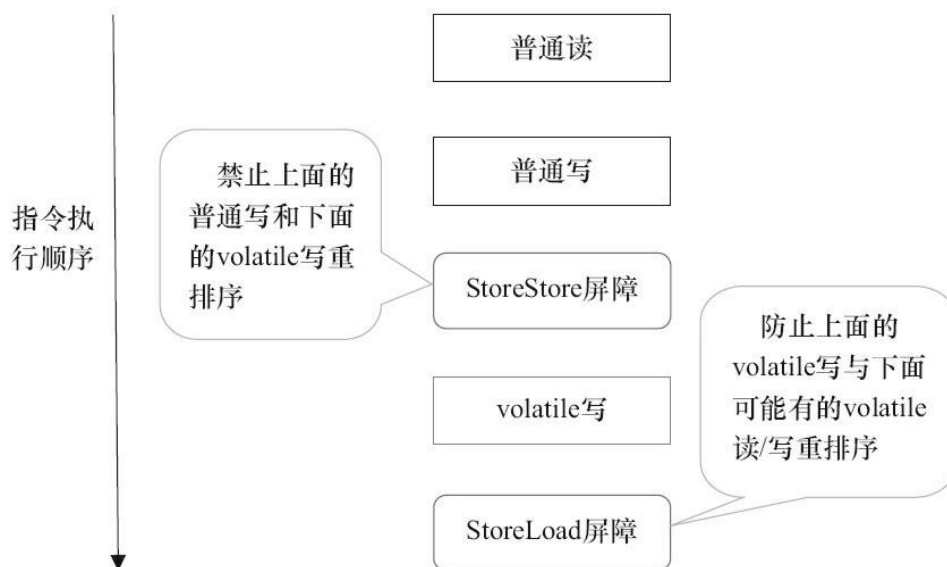 普通读
普通写
禁止上面的
普通写和下面
的volatile写重
排序
指令执
行顺序
StoreStore屏障
防止上面的
volatile写与下面
可能有的volatile
读/写重排序
volatile写
StoreLoad屏障